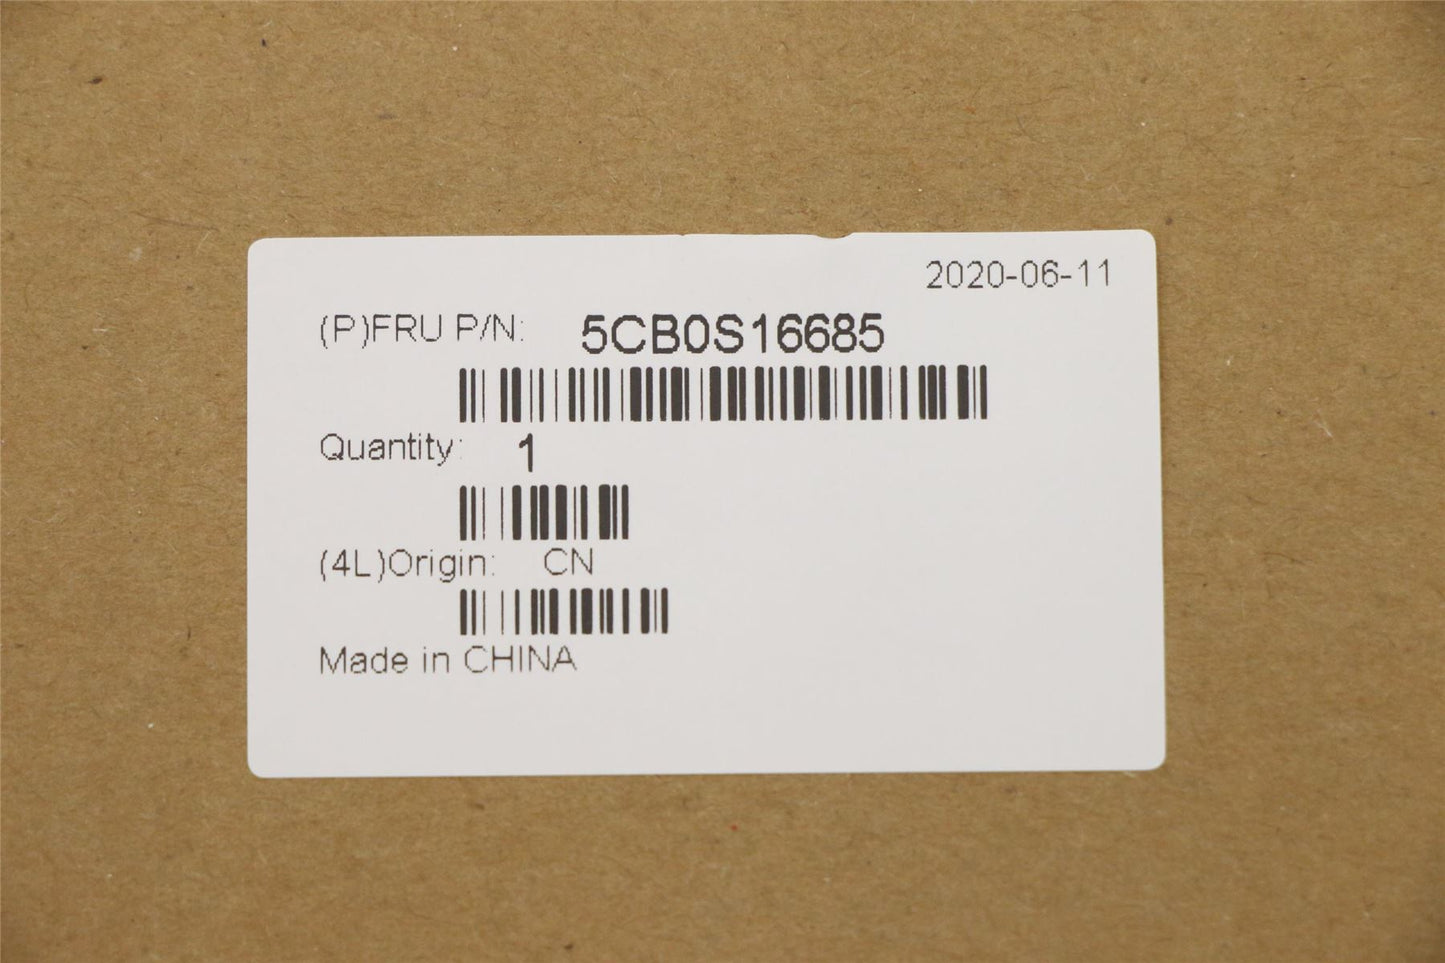 2020-06-11
(P)FRU P/N: 5CB0S16685
Quantity: 1
(4L)Origin: CN
Made in CHINA